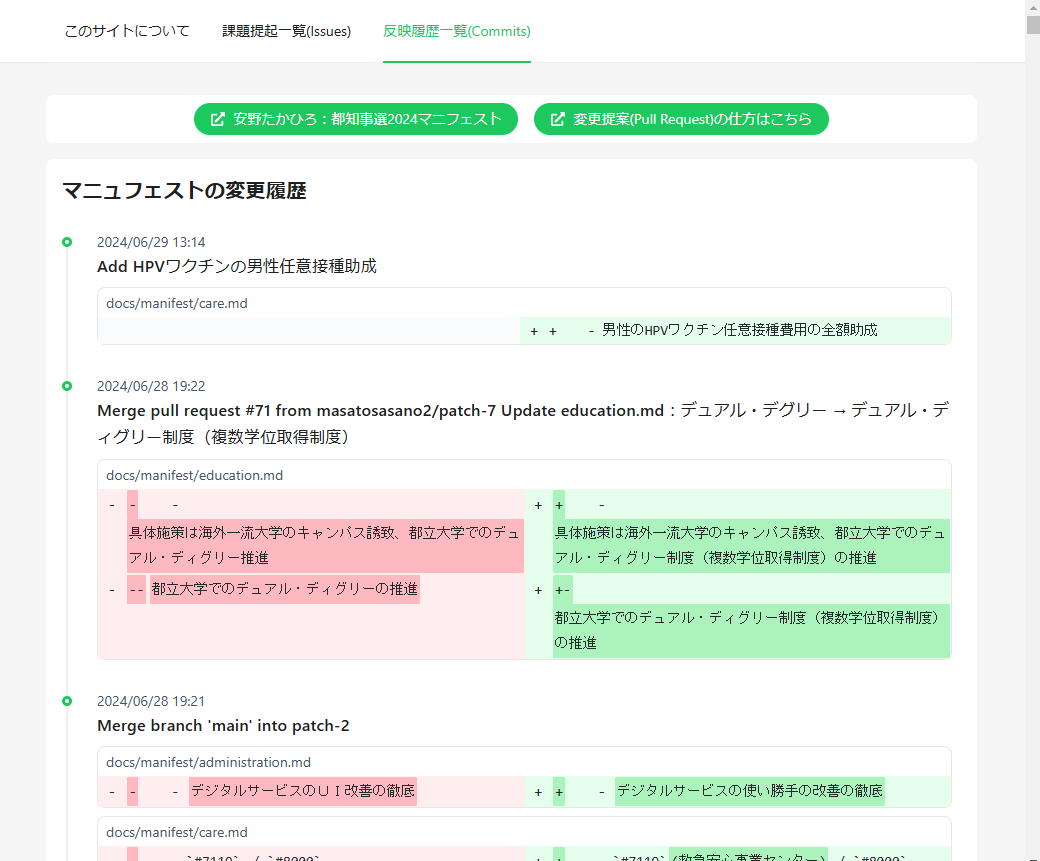 このサイトについて 課題提起一覧(Issues) 反映履歴一覧(Commits)
安野たかひろ：都知事選2024マニフェスト 変更提案(Pull Request)の仕方はこちら
マニュフェストの変更履歴
2024/06/29 13:14
Add HPVワクチンの男性任意接種助成
docs/manifest/care.md
+ + - 男性のHPVワクチン任意接種費用の全額助成
2024/06/28 19:22
Merge pull request #71 from masatosasano2/patch-7 Update education.md：デュアル・デグリー → デュアル・デ
ィグリー制度（複数学位取得制度）
docs/manifest/education.md
- - -
具体施策は海外一流大学のキャンパス誘致、都立大学でのデュ
アル・ディグリー推進
- -- 都立大学でのデュアル・ディグリーの推進
+ + -
具体施策は海外一流大学のキャンパス誘致、都立大学でのデュ
アル・ディグリー制度（複数学位取得制度）の推進
+ +-
都立大学でのデュアル・ディグリー制度（複数学位取得制度）
の推進
2024/06/28 19:21
Merge branch 'main' into patch-2
docs/manifest/administration.md
- - - デジタルサービスのＵＩ改善の徹底
+ + - デジタルサービスの使い勝手の改善の徹底
docs/manifest/care.md
`#7119` / `#8000`
`#7119` (救急安心事業センター) / `#8000`